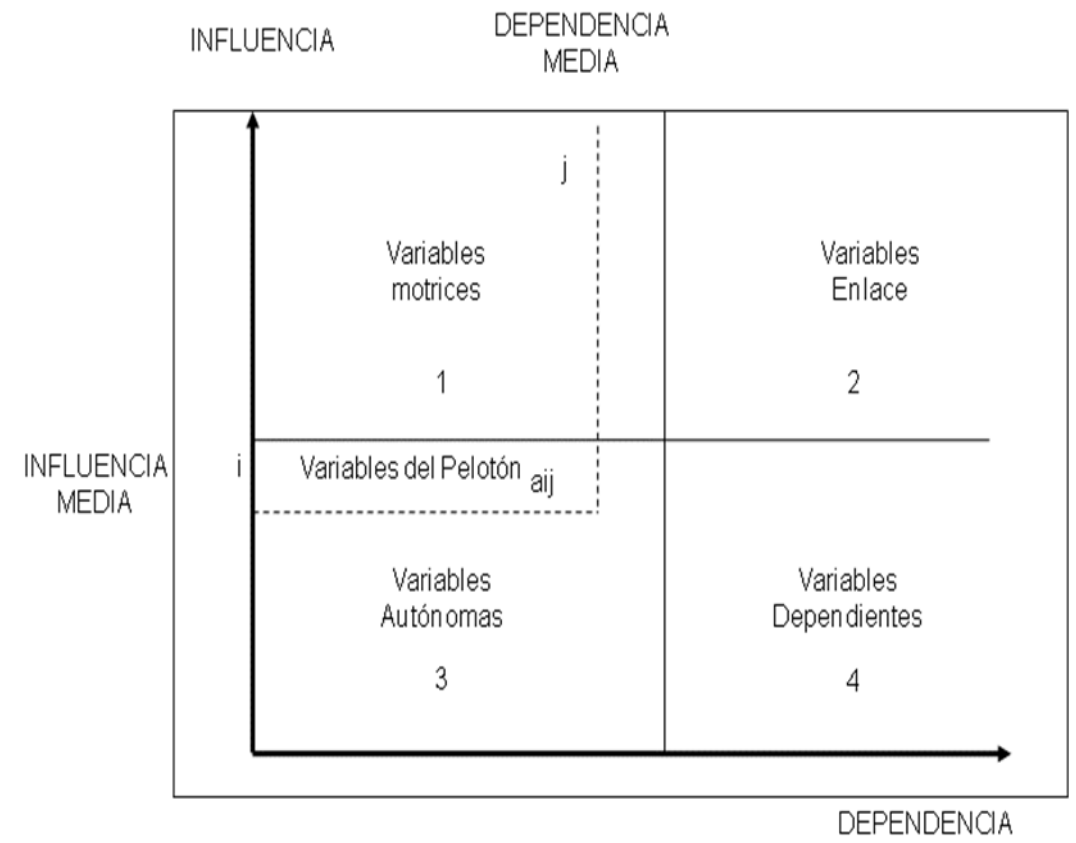 INFLUENCIA
DEPENDENCIA
MEDIA
j
Variables
motrices
1
Variables
Enlace
2
INFLUENCIA
MEDIA
i
Variables del Pelotón
aij
Variables
Autónomas
3
Variables
Dependientes
4
DEPENDENCIA